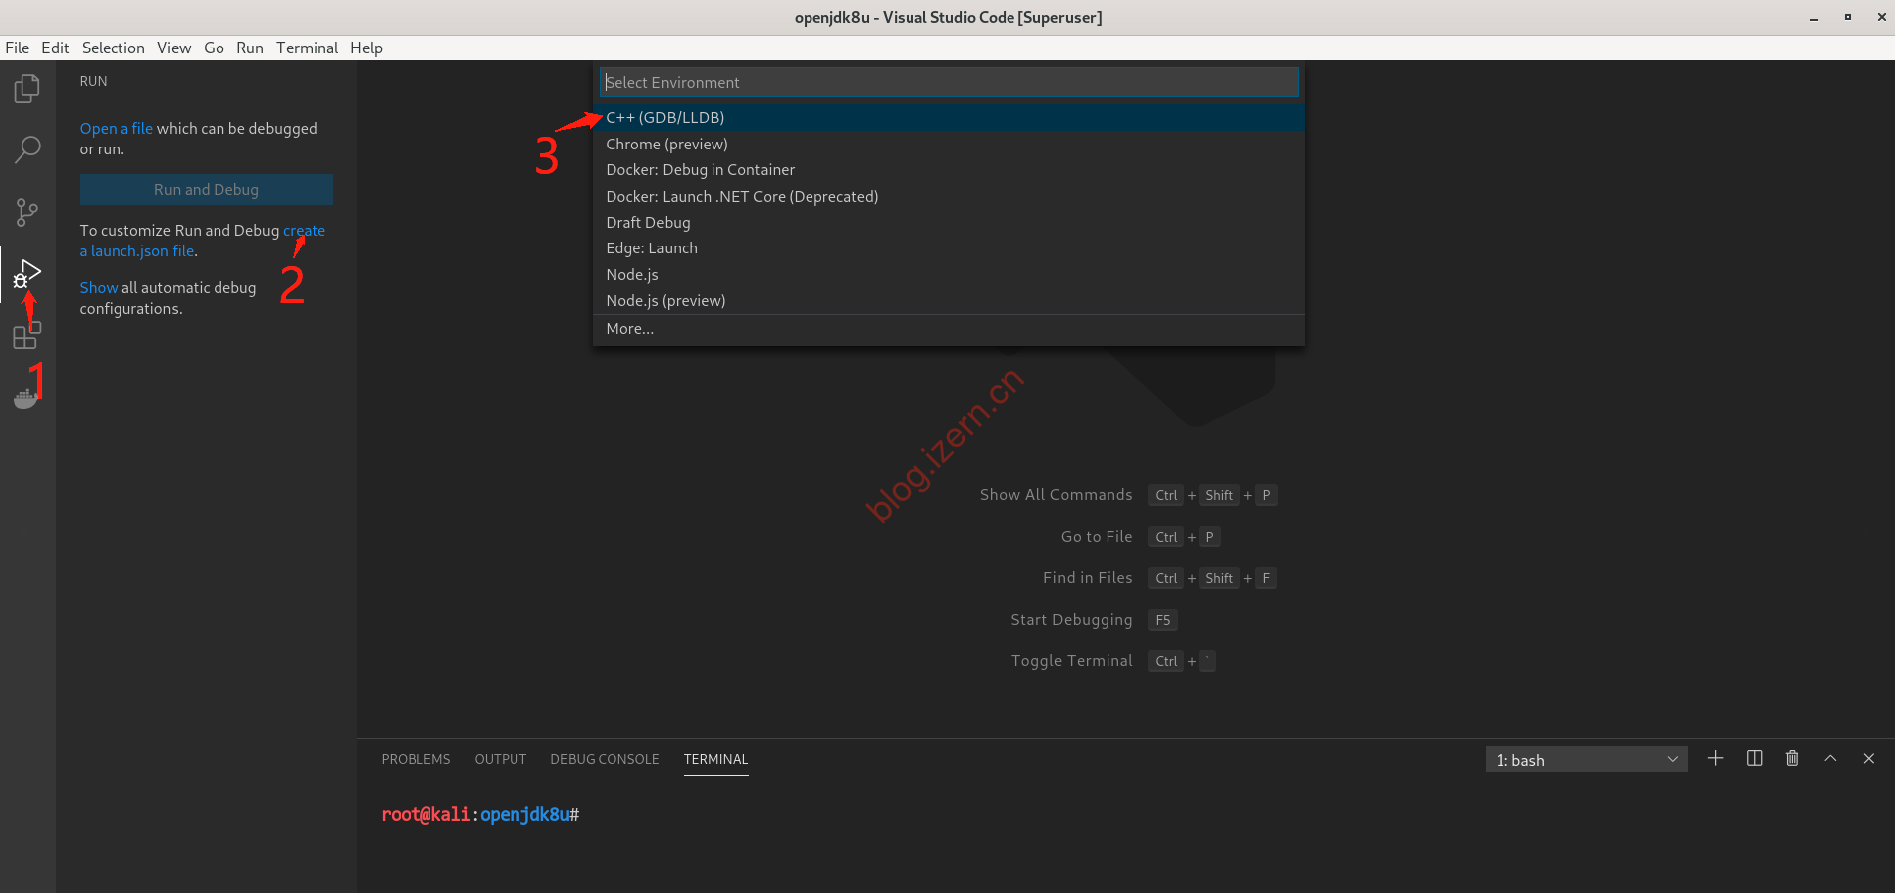 openjdk8u - Visual Studio Code [Superuser]
File Edit Selection View Go Run Terminal Help
RUN
Open a file which can be debugged
or run.
Run and Debug
To customize Run and Debug create
a launch.json file.
Show all automatic debug
configurations.
1
2
3
Select Environment
C++ (GDB/LLDB)
Chrome (preview)
Docker: Debug in Container
Docker: Launch .NET Core (Deprecated)
Draft Debug
Edge: Launch
Node.js
Node.js (preview)
More...
blog.izern.cn
Show All Commands Ctrl + Shift + P
Go to File Ctrl + P
Find in Files Ctrl + Shift + F
Start Debugging F5
Toggle Terminal Ctrl + `
PROBLEMS OUTPUT DEBUG CONSOLE TERMINAL 1: bash
root@kali:openjdk8u#